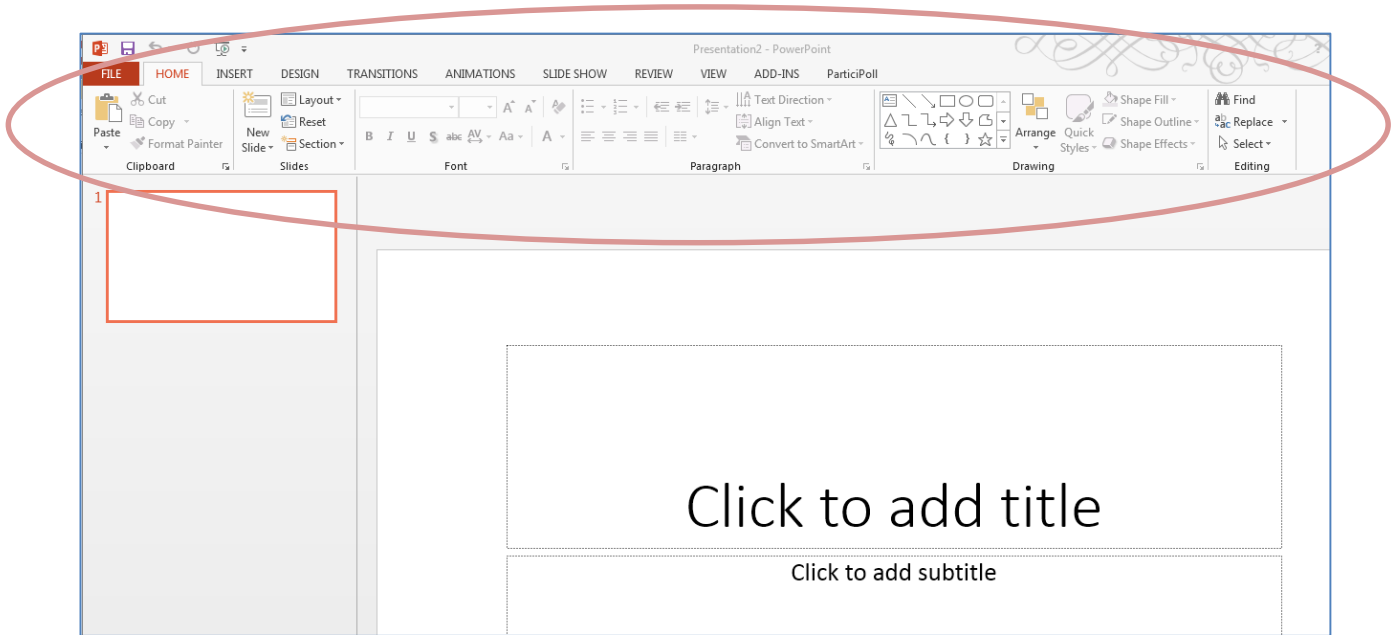 Presentation2 - PowerPoint
FILE HOME INSERT DESIGN TRANSITIONS ANIMATIONS SLIDE SHOW REVIEW VIEW ADD-INS ParticiPoll
Cut Layout Text Direction Shape Fill Find
Copy Reset Align Text Shape Outline Replace
Paste New Arrange Quick
Format Painter Slide Section B I U S abc AV Aa A Convert to SmartArt Styles Shape Effects Select
Clipboard Slides Font Paragraph Drawing Editing
1
Click to add title
Click to add subtitle